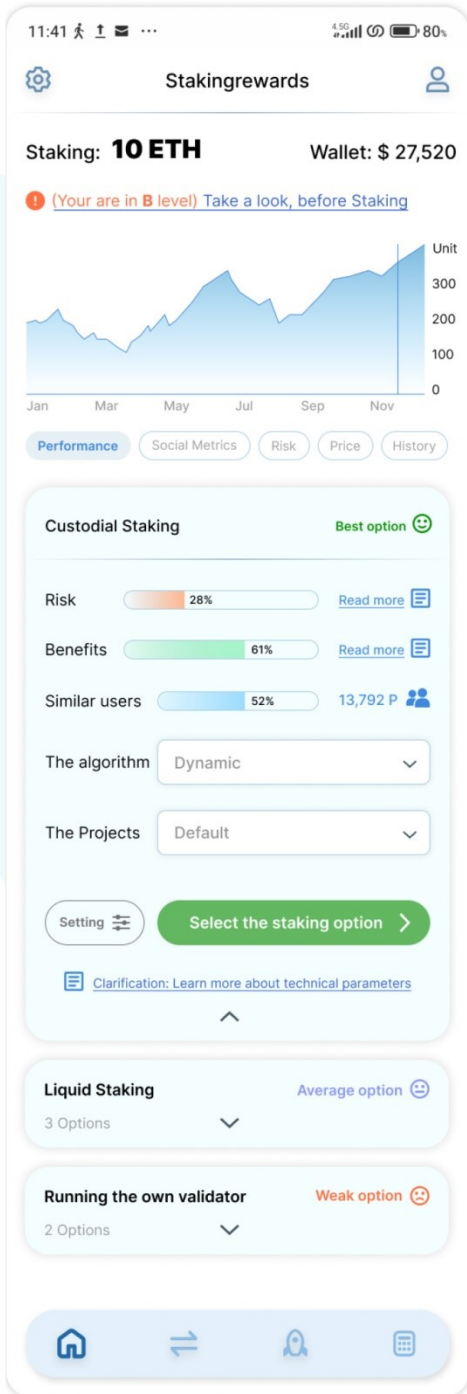 11:41 ... 4.5G 80%
Stakingrewards
Staking: 10 ETH Wallet: $ 27,520
(Your are in B level) Take a look, before Staking
Unit
300
200
100
0
Jan Mar May Jul Sep Nov
Performance Social Metrics Risk Price History
Custodial Staking Best option
Risk 28% Read more
Benefits 61% Read more
Similar users 52% 13,792 P
The algorithm Dynamic
The Projects Default
Setting Select the staking option
Clarification: Learn more about technical parameters
Liquid Staking Average option
3 Options
Running the own validator Weak option
2 Options